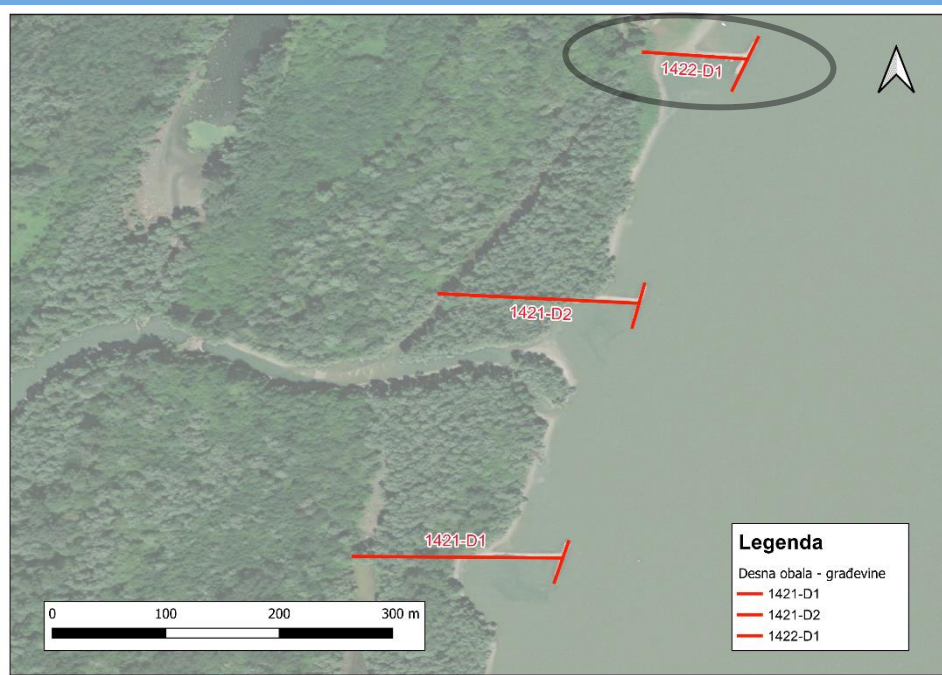 1422-D1
1421-D2
1421-D1
Legenda
Desna obala - građevine
1421-D1
1421-D2
1422-D1
0 100 200 300 m